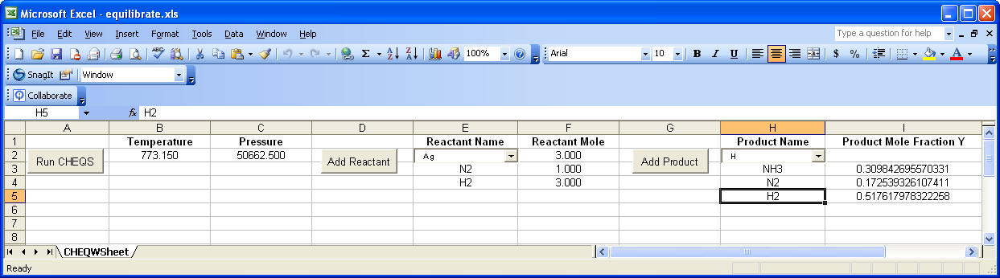 Microsoft Excel - equilibrate.xls
File Edit View Insert Format Tools Data Window Help Type a question for help
100% Arial 10 B I U $ %
SnagIt Window
Collaborate
H5 fx H2
A B C D E F G H I
1 Temperature Pressure Reactant Name Reactant Mole Product Name Product Mole Fraction Y
2 Run CHEQS 773.150 50662.500 Add Reactant Ag 3.000 Add Product H
3 N2 1.000 NH3 0.309842695570331
4 H2 3.000 N2 0.172539326107411
5 H2 0.517617978322258
6
7
8
CHEQWSheet
Ready